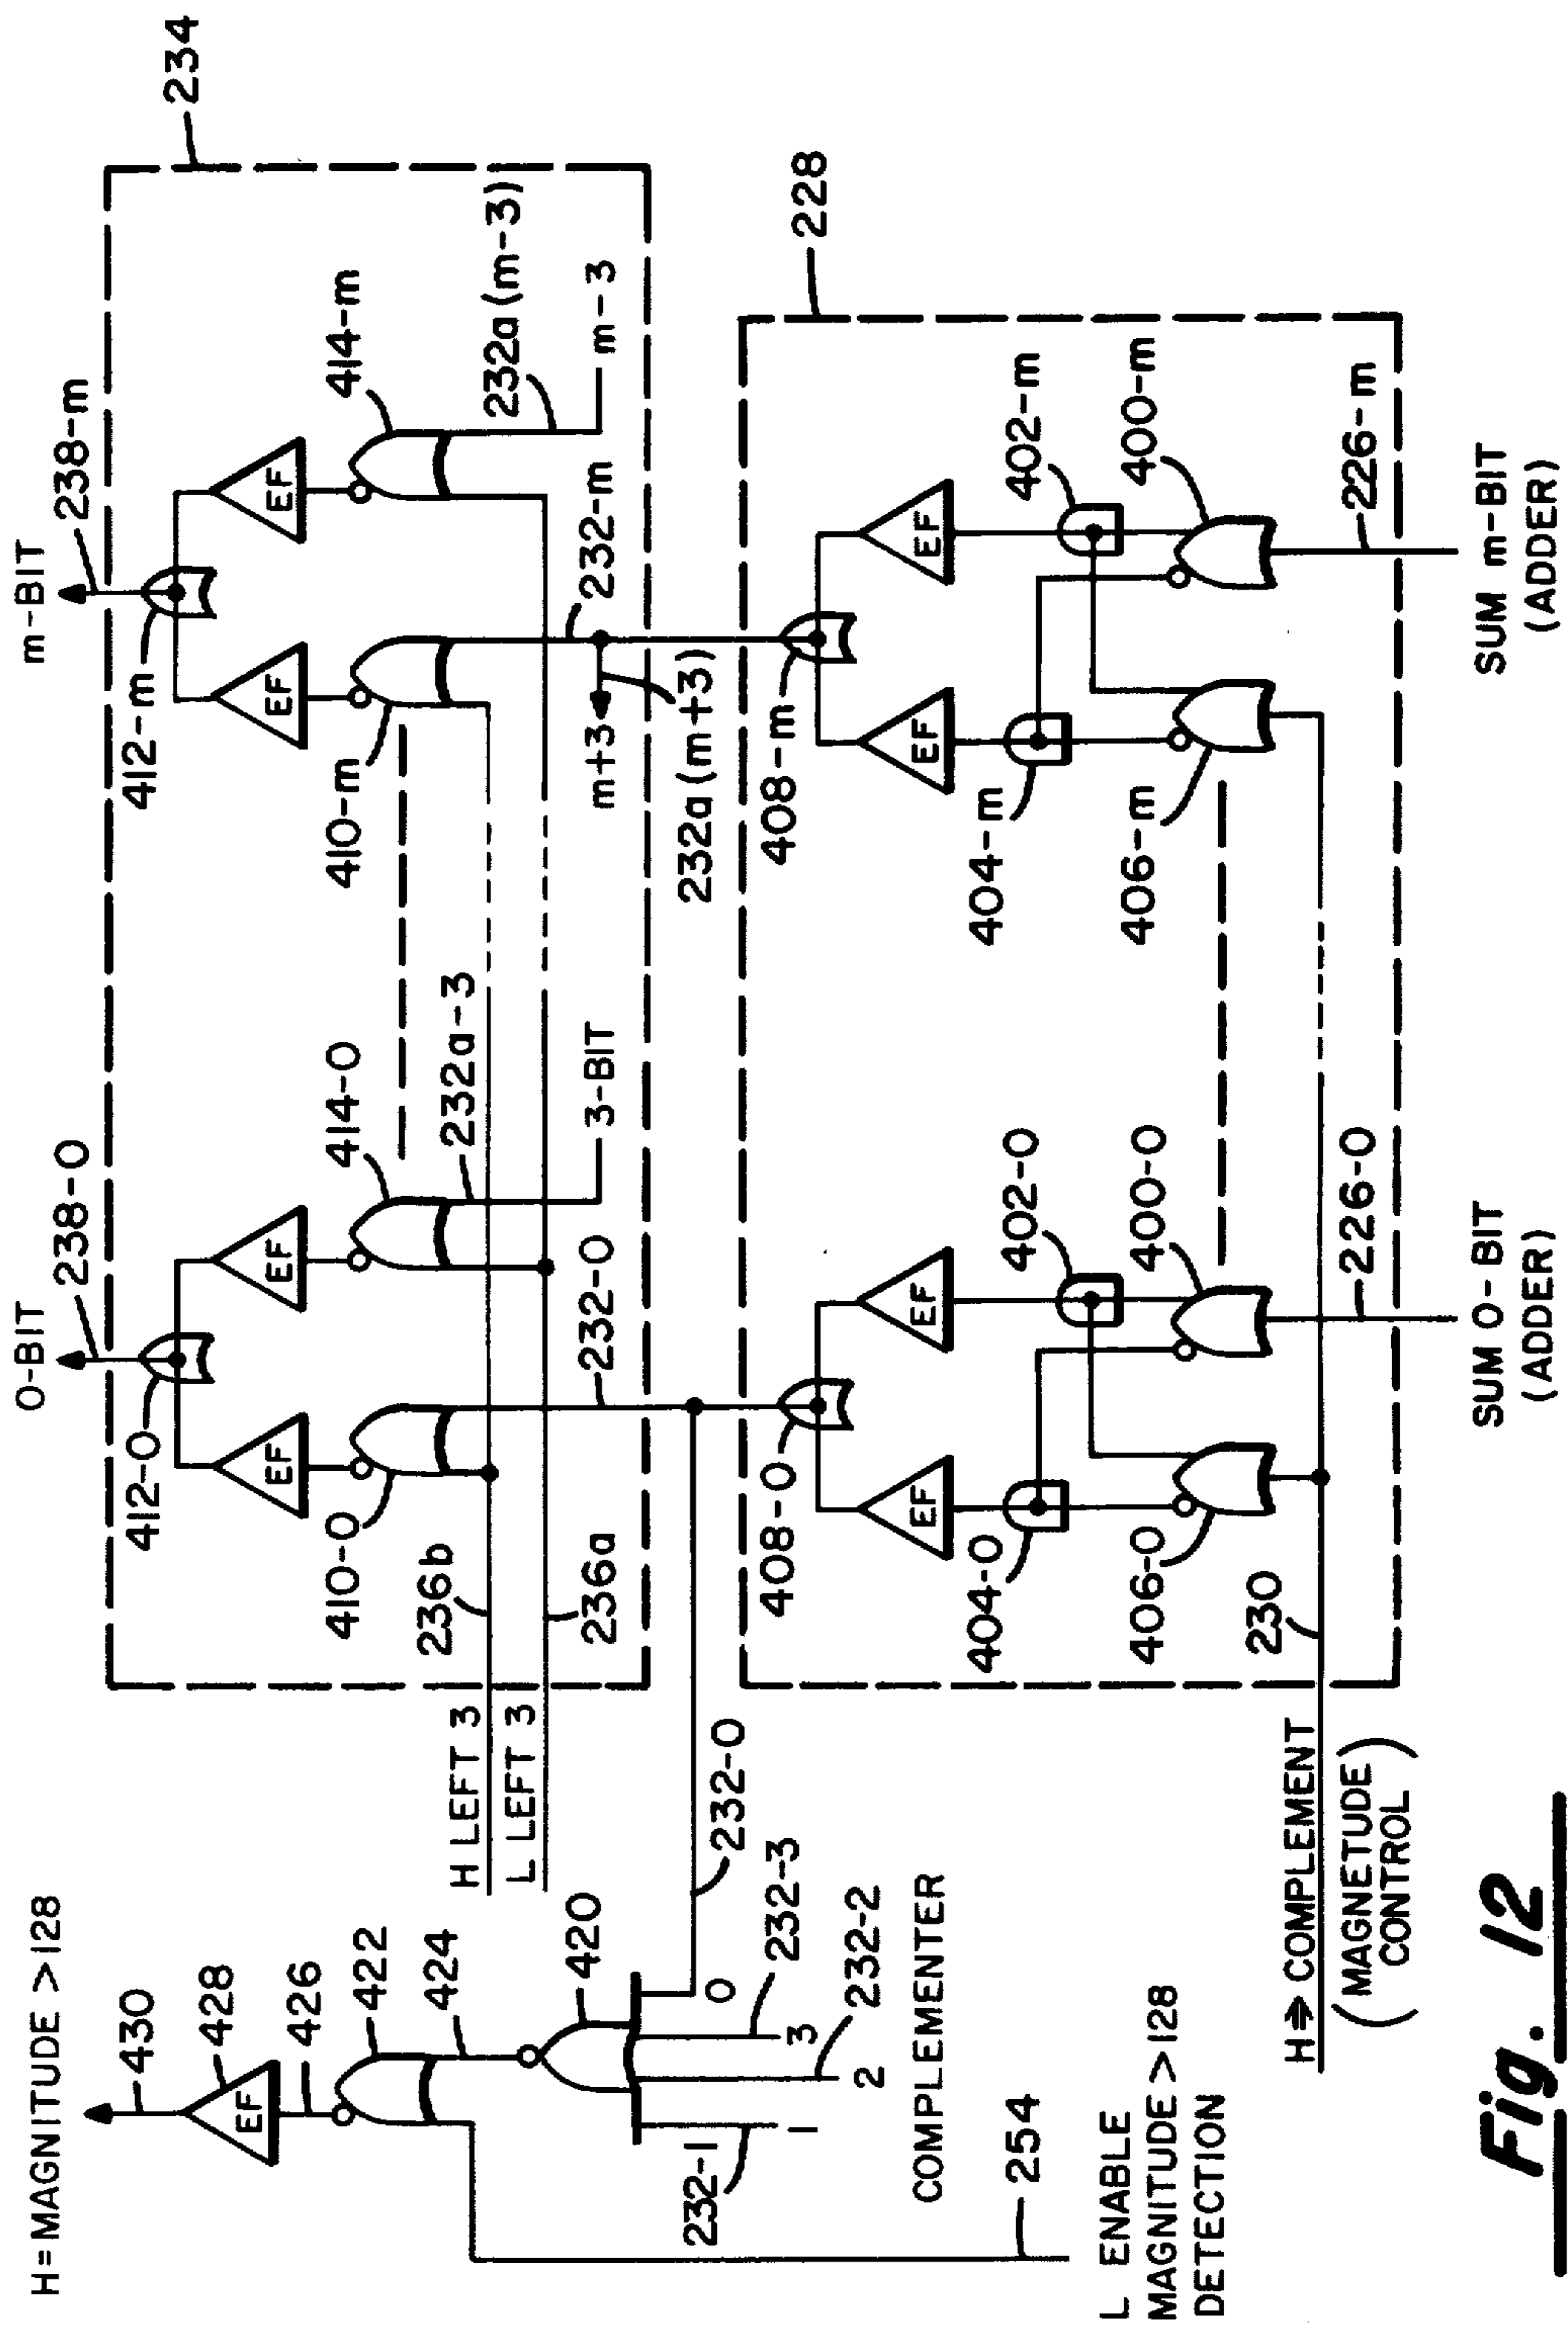 H=MAGNITUDE >128
430
428
EF
426
422
424
420
232-0
0
3
232-3
2
232-2
1
232-1
COMPLEMENTER
254
L ENABLE
MAGNITUDE >128
DETECTION
0-BIT
238-0
m-BIT
238-m
234
412-0
412-m
EF
EF
EF
EF
410-0
414-0
410-m
414-m
236b
232a-3
232a(m-3)
H LEFT 3
L LEFT 3
236a
232-0
3-BIT
m+3
232-m
m-3
232a(m+3)
228
408-0
408-m
EF
EF
EF
EF
404-0
402-0
404-m
402-m
406-0
400-0
406-m
400-m
230
H⇒COMPLEMENT
(MAGNETUDE
CONTROL)
226-0
226-m
SUM 0-BIT
(ADDER)
SUM m-BIT
(ADDER)
Fig. 12